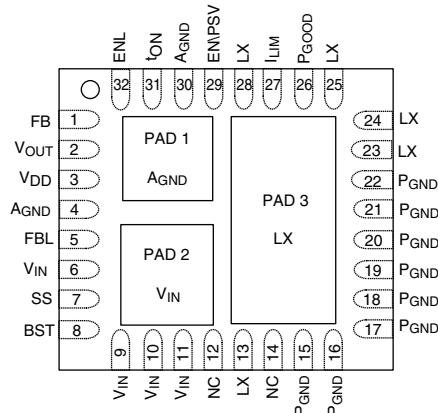 ENL tON AGND EN\PSV LX ILIM PGOOD LX
32 31 30 29 28 27 26 25
FB 1
VOUT 2
VDD 3
AGND 4
FBL 5
VIN 6
SS 7
BST 8
PAD 1
AGND
PAD 2
VIN
PAD 3
LX
24 LX
23 LX
22 PGND
21 PGND
20 PGND
19 PGND
18 PGND
17 PGND
9 10 11 12 13 14 15 16
VIN VIN VIN NC LX NC PGND PGND